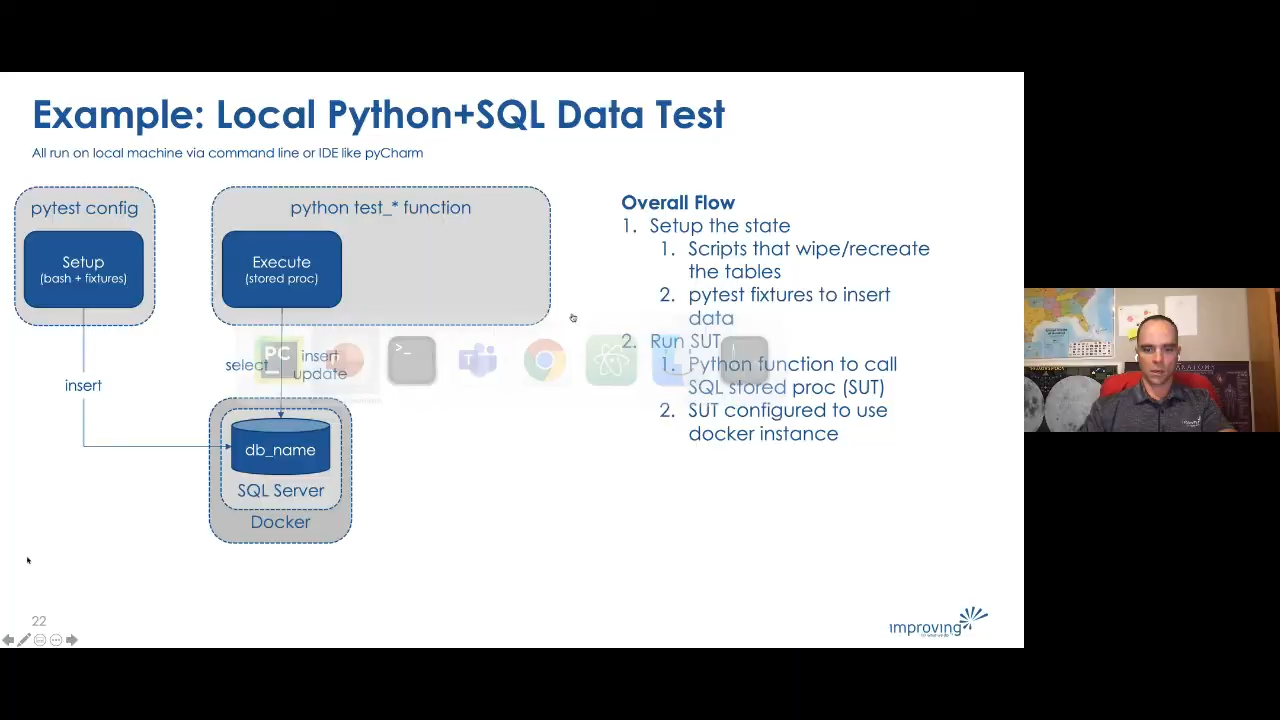 Example: Local Python+SQL Data Test
All run on local machine via command line or IDE like pyCharm
pytest config
Setup
(bash + fixtures)
python test_* function
Execute
(stored proc)
insert
select
insert
update
db_name
SQL Server
Docker
Overall Flow
1. Setup the state
1. Scripts that wipe/recreate
the tables
2. pytest fixtures to insert
data
2. Run SUT
1. Python function to call
SQL stored proc (SUT)
2. SUT configured to use
docker instance
PC
>_
22
improving